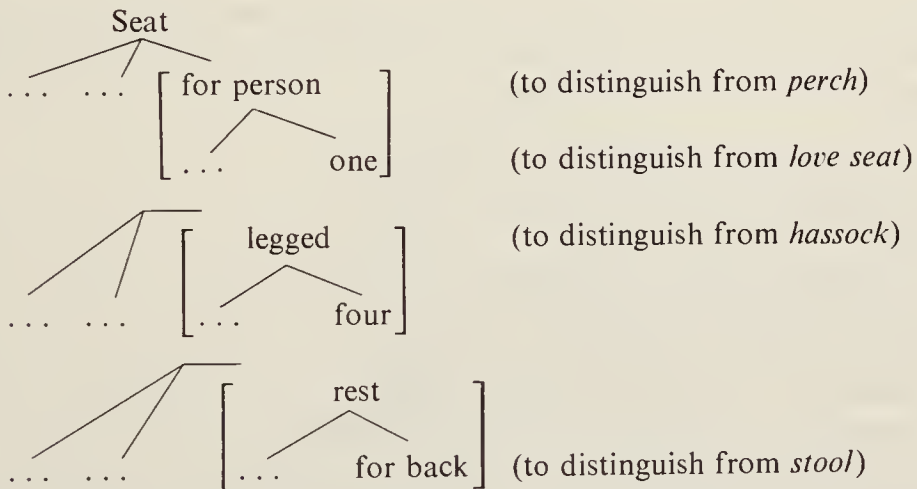 Seat
. . . . . . for person (to distinguish from perch)
. . . one (to distinguish from love seat)
legged (to distinguish from hassock)
. . . . . . . . . four
rest
. . . . . . . . . for back (to distinguish from stool)